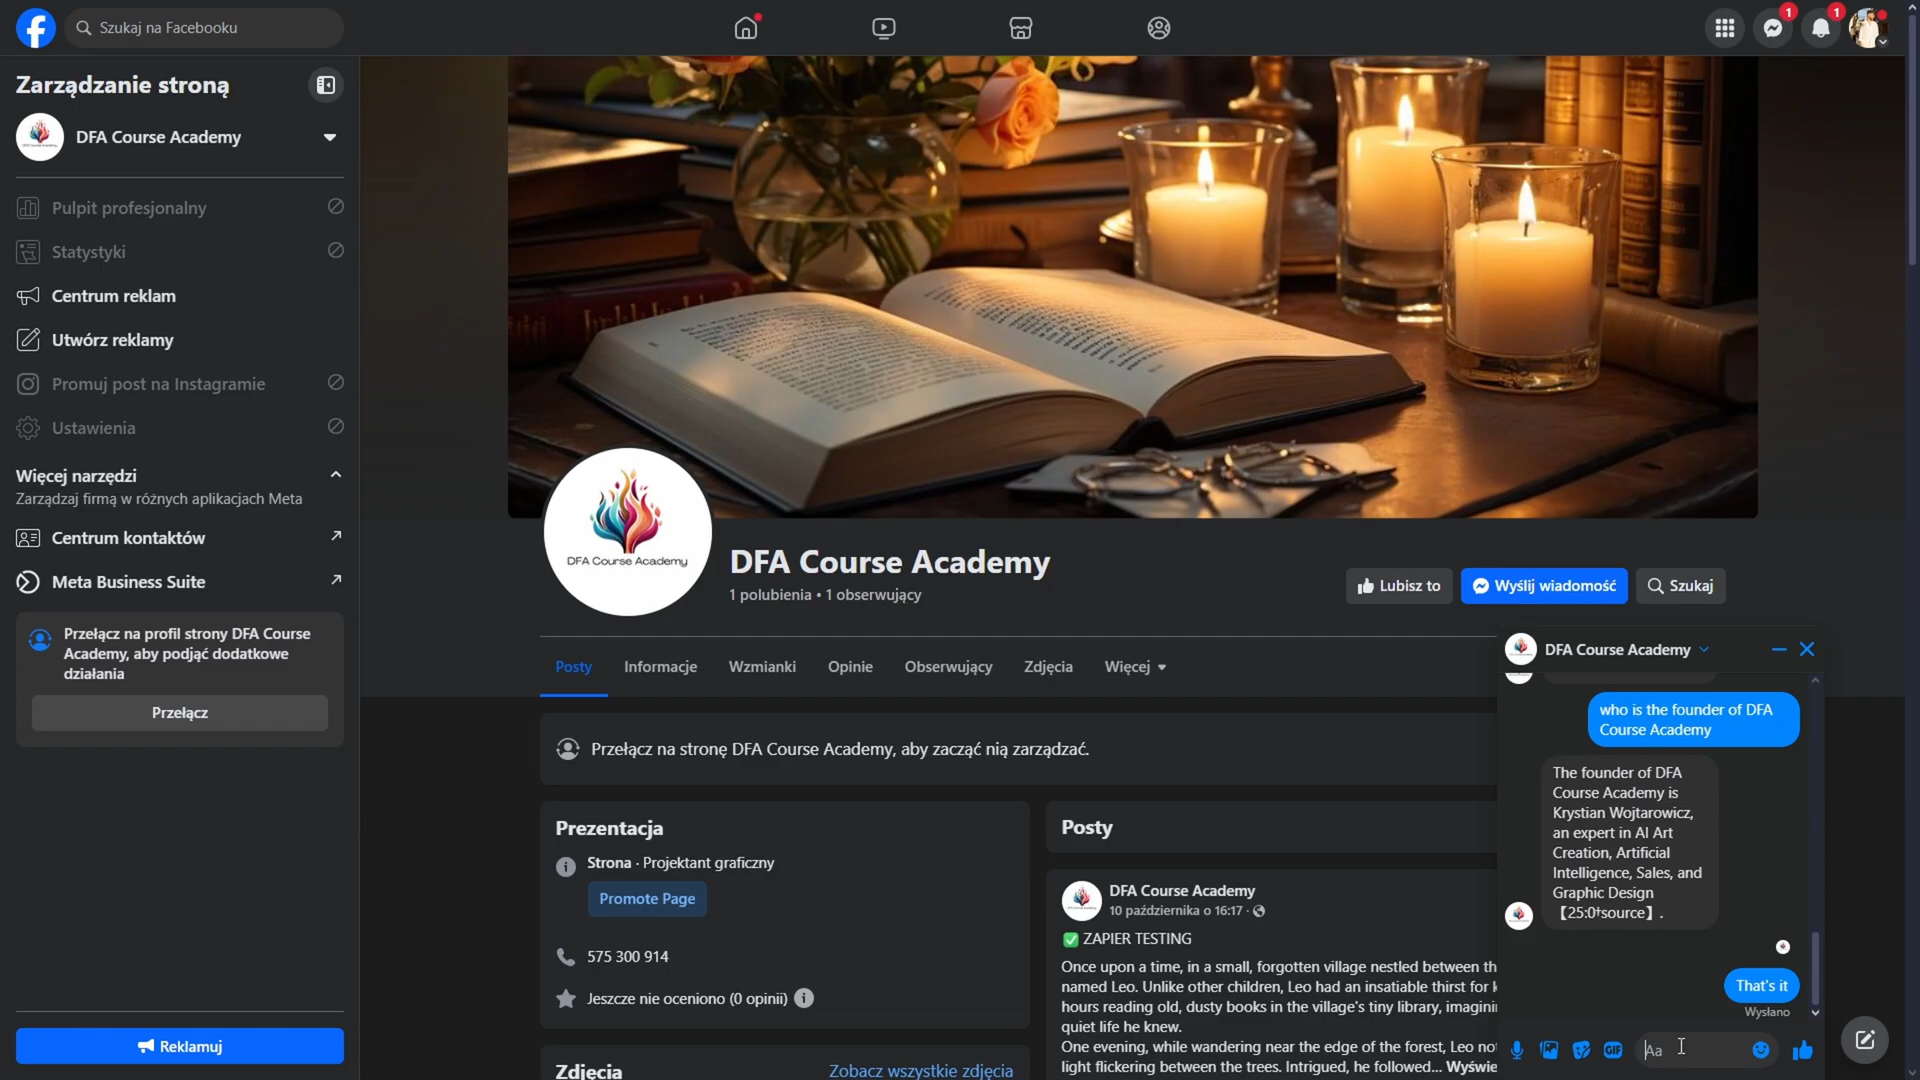 Szukaj na Facebooku
1
1
Zarządzanie stroną
DFA Course Academy
Pulpit profesjonalny
Statystyki
Centrum reklam
Utwórz reklamy
Promuj post na Instagramie
Ustawienia
Więcej narzędzi
Zarządzaj firmą w różnych aplikacjach Meta
Centrum kontaktów
Meta Business Suite
Przełącz na profil strony DFA Course
Academy, aby podjąć dodatkowe
działania
Przełącz
Reklamuj
DFA Course Academy
DFA Course Academy
1 polubienia • 1 obserwujący
Lubisz to
Wyślij wiadomość
Szukaj
Posty
Informacje
Wzmianki
Opinie
Obserwujący
Zdjęcia
Więcej
Przełącz na stronę DFA Course Academy, aby zacząć nią zarządzać.
Prezentacja
Strona · Projektant graficzny
Promote Page
575 300 914
Jeszcze nie oceniono (0 opinii)
Zdjęcia
Zobacz wszystkie zdjęcia
Posty
DFA Course Academy
10 października o 16:17 ·
✅ ZAPIER TESTING
Once upon a time, in a small, forgotten village nestled between th
named Leo. Unlike other children, Leo had an insatiable thirst for k
hours reading old, dusty books in the village's tiny library, imagini
quiet life he knew.
One evening, while wandering near the edge of the forest, Leo not
light flickering between the trees. Intrigued, he followed... Wyświe
DFA Course Academy
who is the founder of DFA
Course Academy
The founder of DFA
Course Academy is
Krystian Wojtarowicz,
an expert in AI Art
Creation, Artificial
Intelligence, Sales, and
Graphic Design
【25:0†source】.
That's it
Wysłano
GIF
Aa